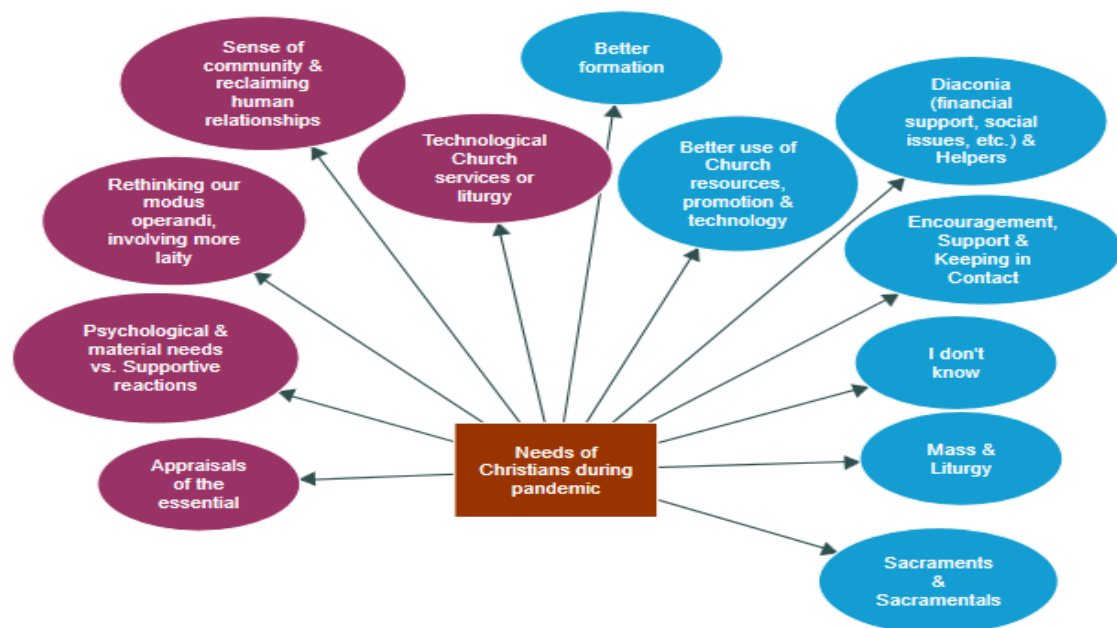 Sense of
community &
reclaiming
human
relationships
Better
formation
Diaconia
(financial
support, social
issues, etc.) &
Helpers
Technological
Church
services or
liturgy
Better use of
Church
resources,
promotion &
technology
Rethinking our
modus
operandi,
involving more
laity
Encouragement,
Support &
Keeping in
Contact
Psychological &
material needs
vs. Supportive
reactions
I don't
know
Appraisals
of the
essential
Needs of
Christians during
pandemic
Mass &
Liturgy
Sacraments
&
Sacramentals